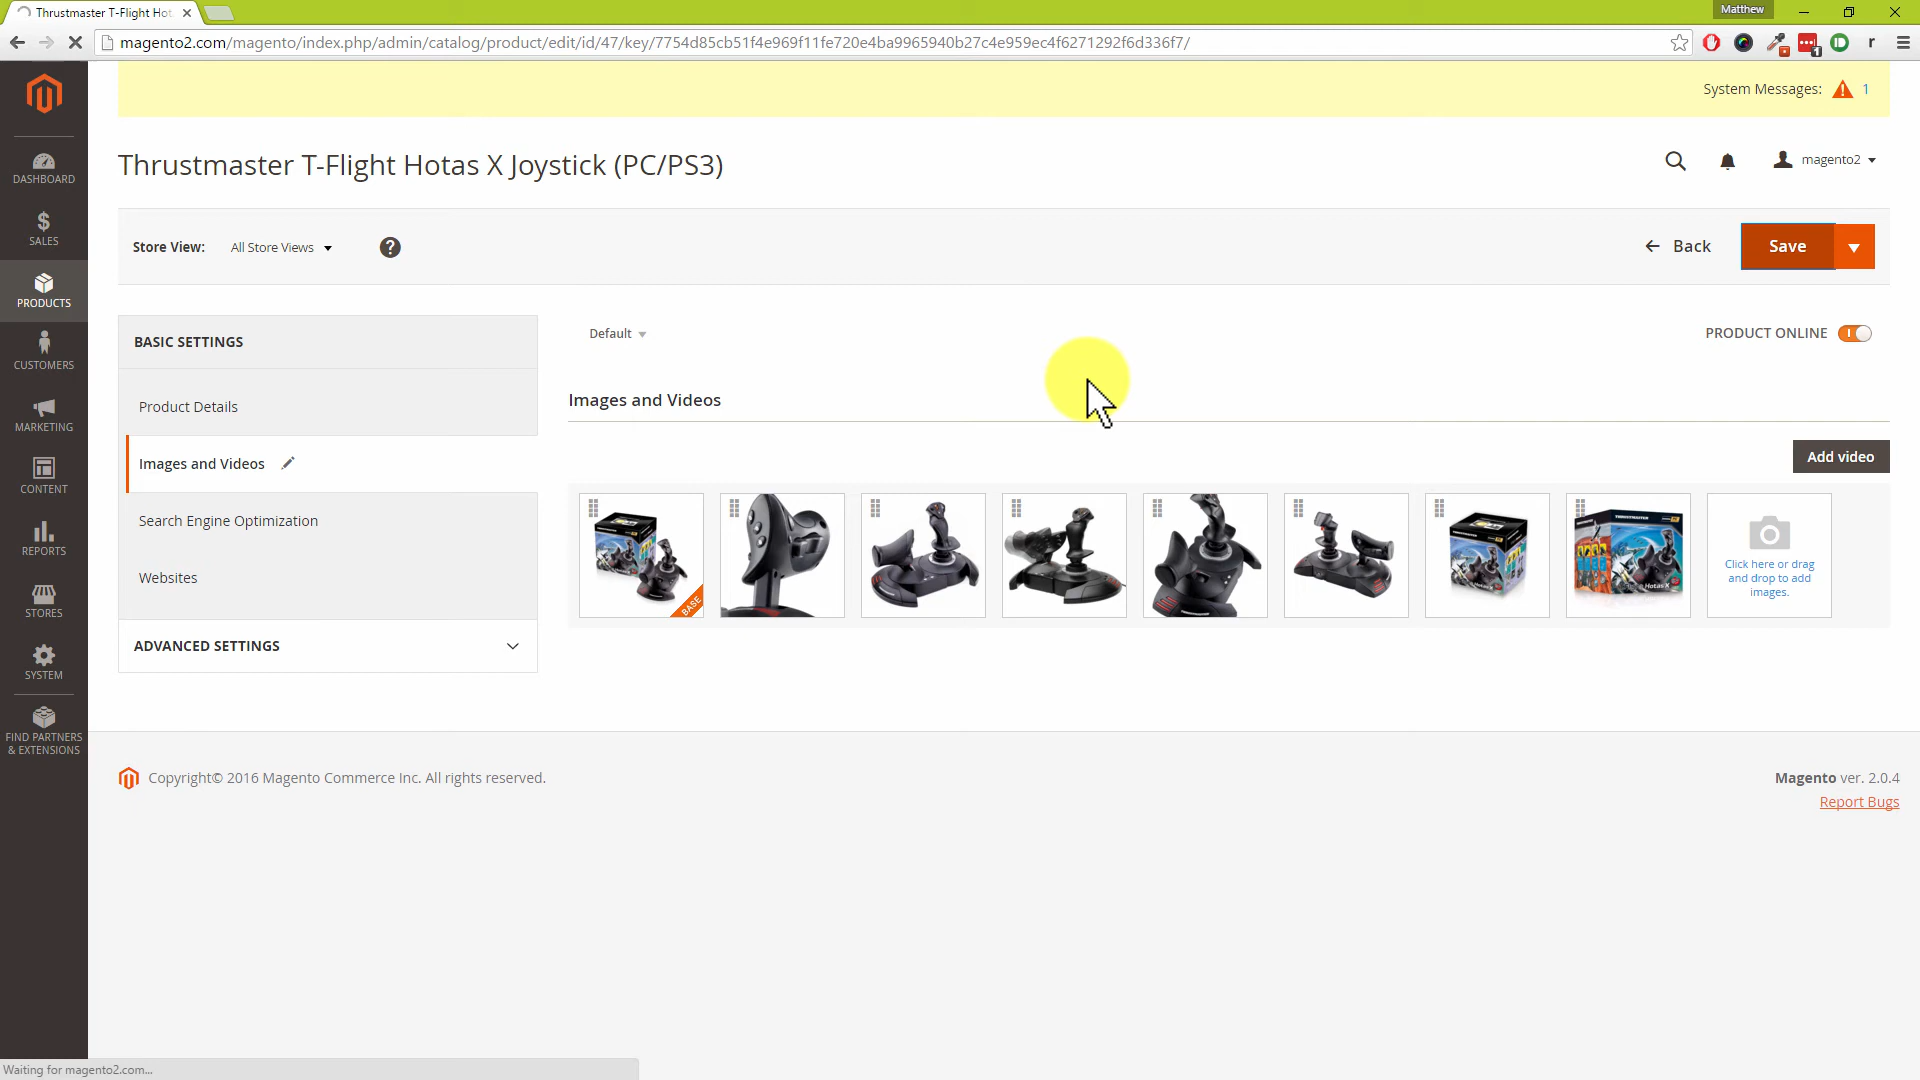 Thrustmaster T-Flight Hot
Matthew
magento2.com/magento/index.php/admin/catalog/product/edit/id/47/key/7754d85cb51f4e969f11fe720e4ba9965940b27c4e959ec4f6271292f6d336f7/
System Messages: 1
Thrustmaster T-Flight Hotas X Joystick (PC/PS3)
magento2
DASHBOARD
SALES
PRODUCTS
CUSTOMERS
MARKETING
CONTENT
REPORTS
STORES
SYSTEM
FIND PARTNERS
& EXTENSIONS
Store View: All Store Views ?
Back
Save
BASIC SETTINGS
Product Details
Images and Videos
Search Engine Optimization
Websites
ADVANCED SETTINGS
Default
PRODUCT ONLINE
Images and Videos
Add video
BASE
Click here or drag
and drop to add
images.
Copyright© 2016 Magento Commerce Inc. All rights reserved.
Magento ver. 2.0.4
Report Bugs
Waiting for magento2.com...